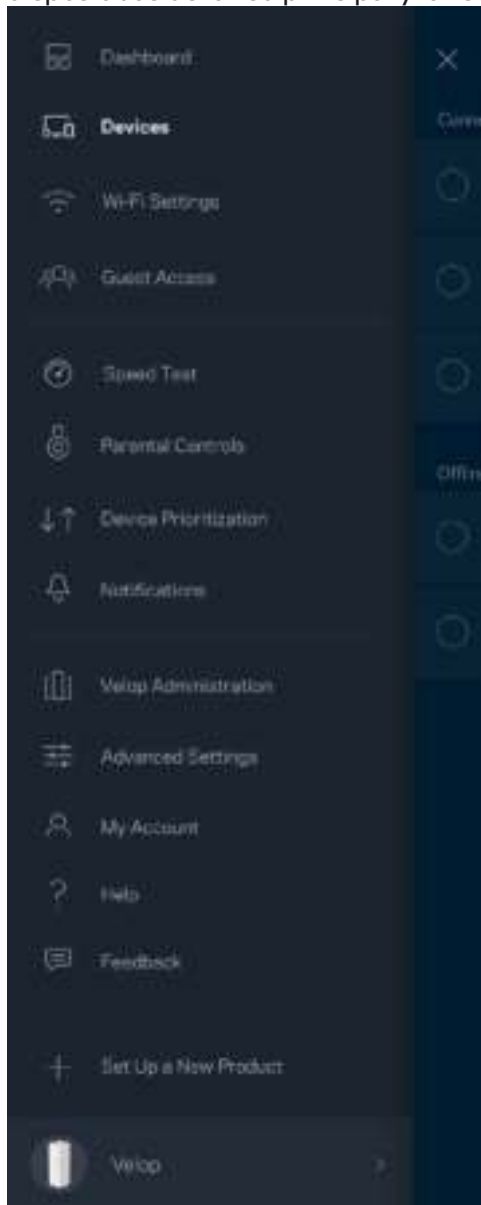 Dashboard
Devices
Wi-Fi Settings
Guest Access
Speed Test
Parental Controls
Device Prioritization
Notifications
Velop Administration
Advanced Settings
My Account
? Help
Feedback
+ Set Up a New Product
Velop